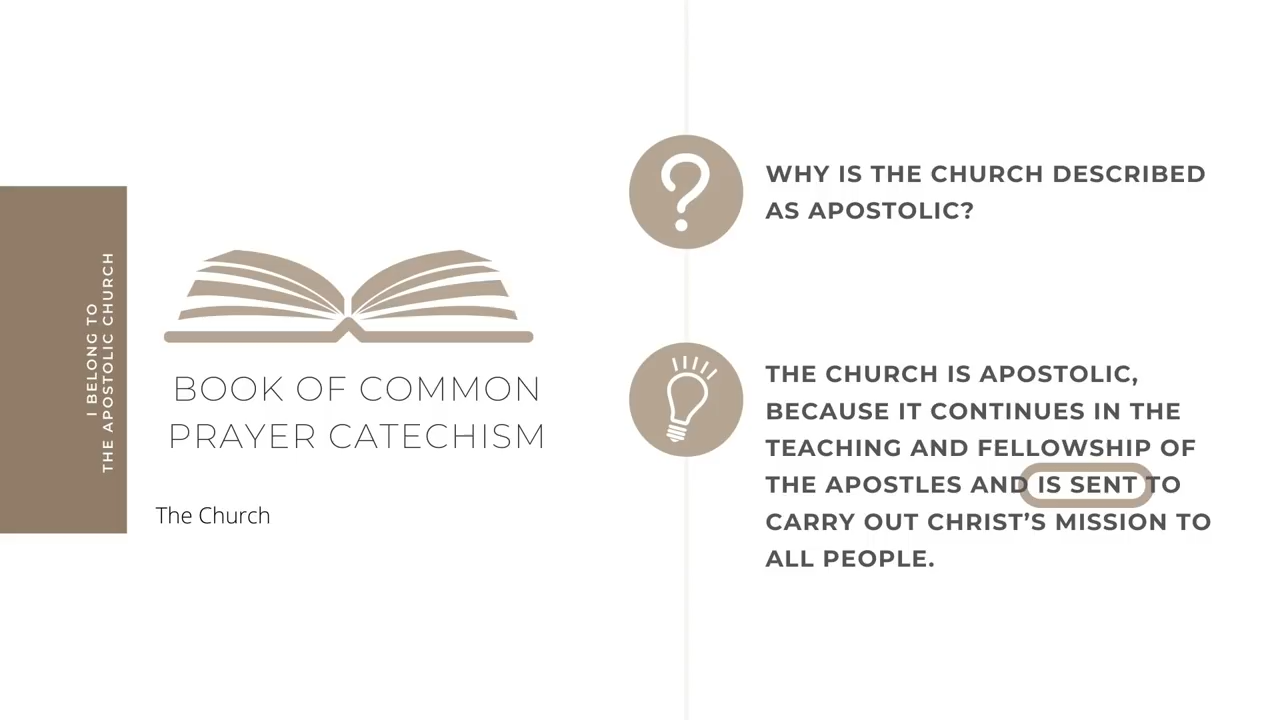 I BELONG TO
THE APOSTOLIC CHURCH
BOOK OF COMMON
PRAYER CATECHISM
The Church
WHY IS THE CHURCH DESCRIBED
AS APOSTOLIC?
THE CHURCH IS APOSTOLIC,
BECAUSE IT CONTINUES IN THE
TEACHING AND FELLOWSHIP OF
THE APOSTLES AND IS SENT TO
CARRY OUT CHRIST’S MISSION TO
ALL PEOPLE.